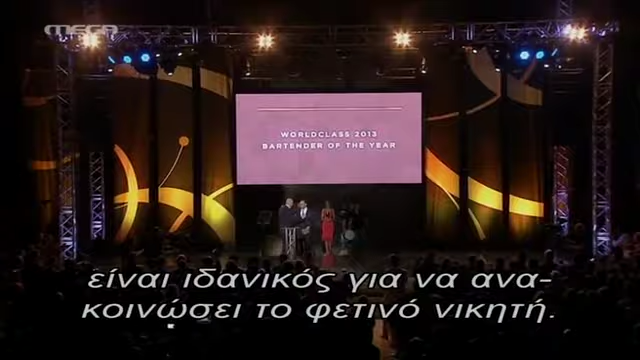 MEGA
WORLDCLASS 2013
BARTENDER OF THE YEAR
είναι ιδανικός για να ανα-
κοινώσει το φετινό νικητή.